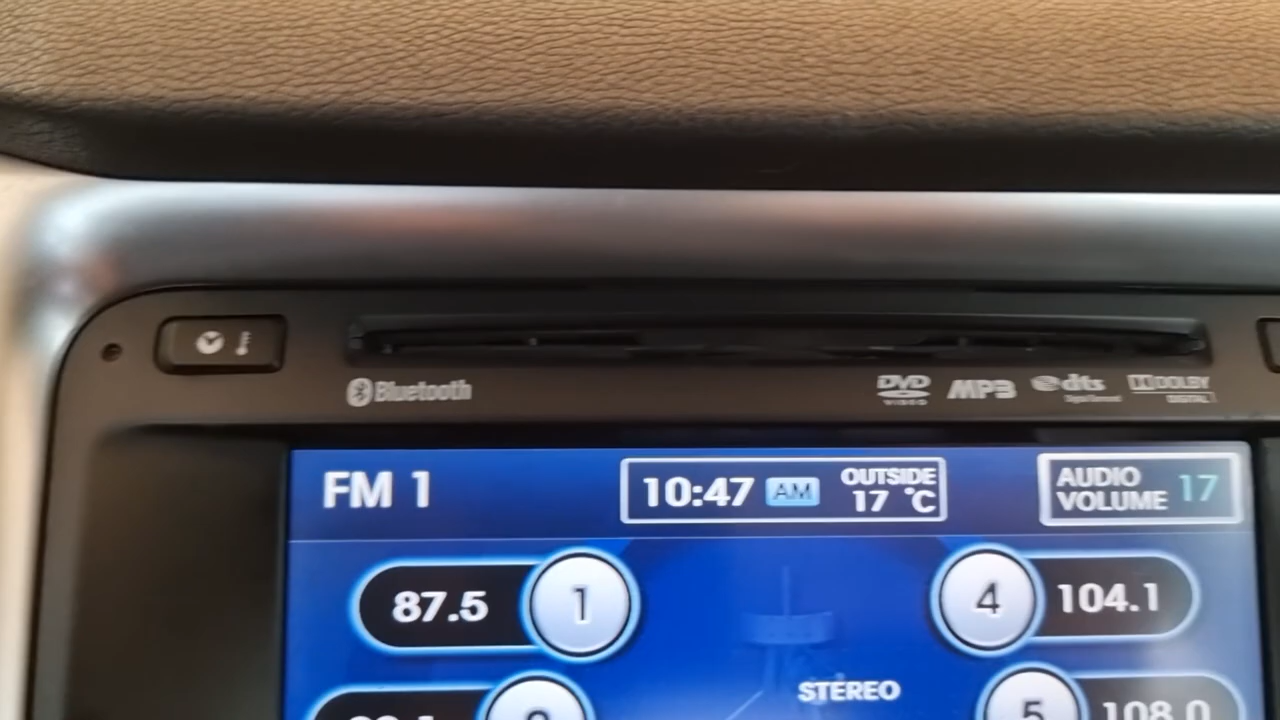 Bluetooth
DVD MP3 dts DOLBY
VIDEO DIGITAL
FM 1
10:47 AM
OUTSIDE
17 °C
AUDIO
VOLUME 17
87.5 1
4 104.1
STEREO
5 108.0